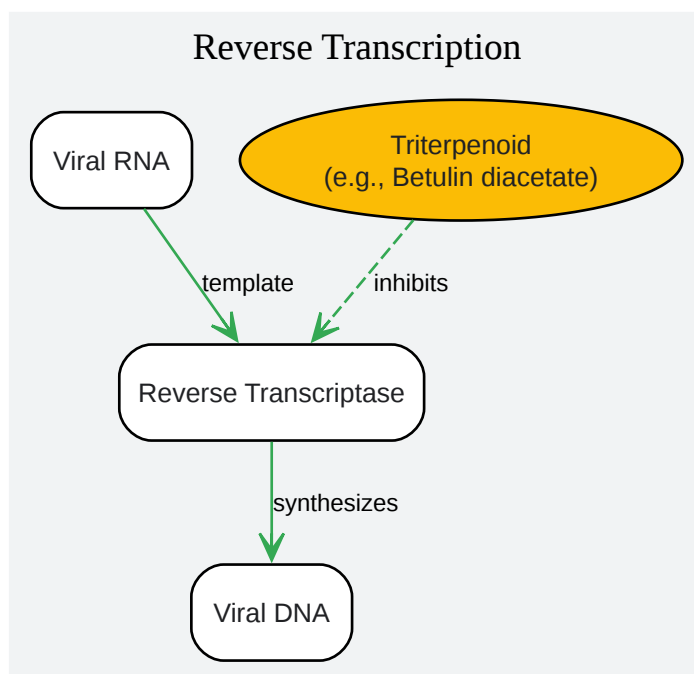 Reverse Transcription
Viral RNA
Triterpenoid
(e.g., Betulin diacetate)
template
inhibits
Reverse Transcriptase
synthesizes
Viral DNA